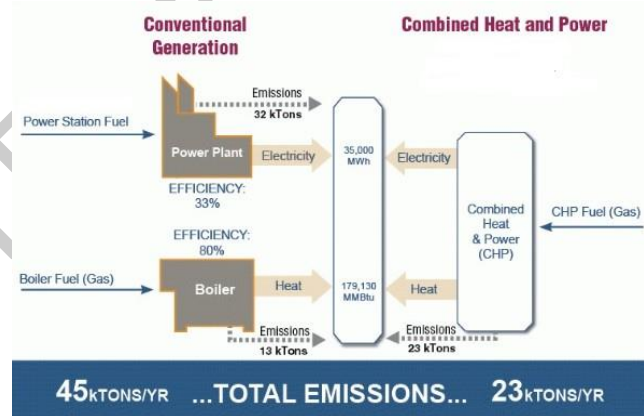 Conventional
Generation
Combined Heat and Power
Emissions
32 kTons
Power Station Fuel
Power Plant
Electricity
35,000
MWh
Electricity
EFFICIENCY:
33%
Combined
Heat
& Power
(CHP)
CHP Fuel (Gas)
EFFICIENCY:
80%
Boiler Fuel (Gas)
Boiler
Heat
179,130
MMBtu
Heat
Emissions
13 kTons
Emissions
23 kTons
45kTONS/YR ...TOTAL EMISSIONS... 23kTONS/YR